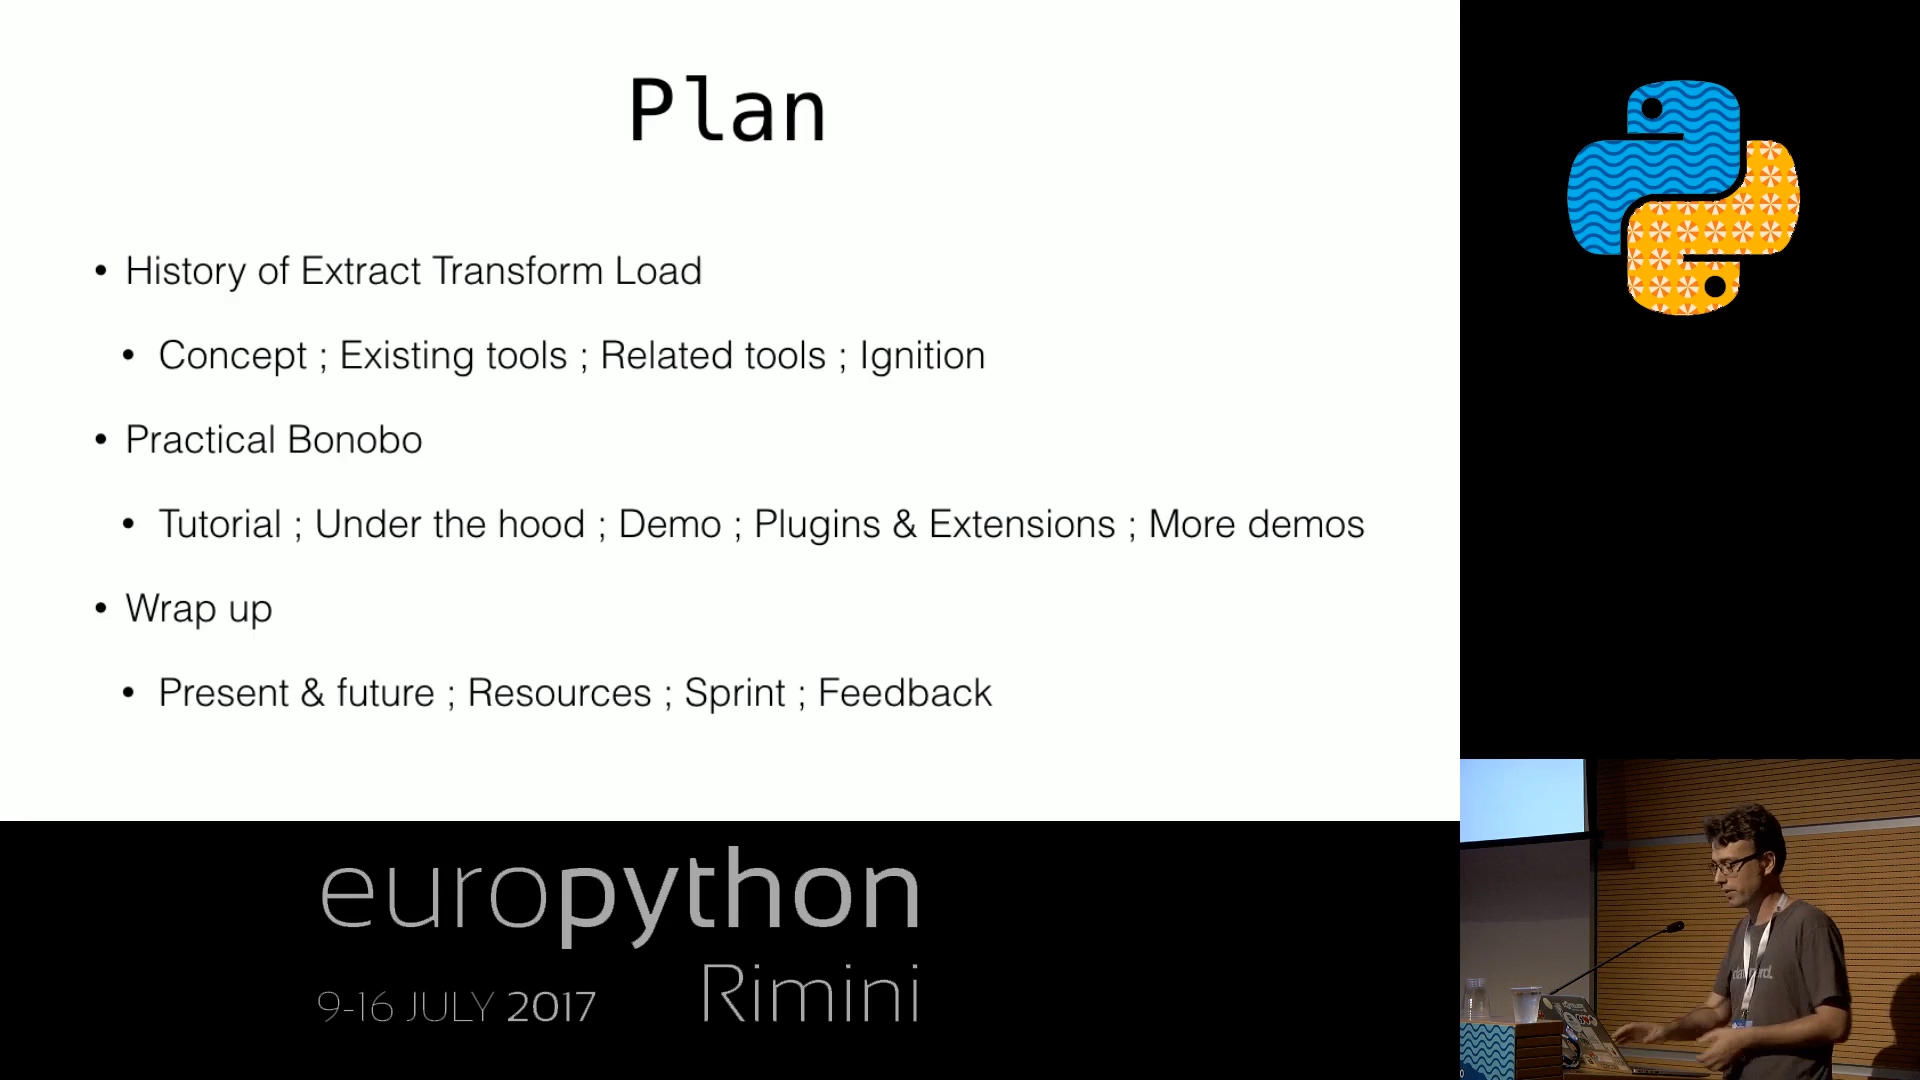 Plan
• History of Extract Transform Load
• Concept ; Existing tools ; Related tools ; Ignition
• Practical Bonobo
• Tutorial ; Under the hood ; Demo ; Plugins & Extensions ; More demos
• Wrap up
• Present & future ; Resources ; Sprint ; Feedback
europython
9-16 JULY 2017 Rimini